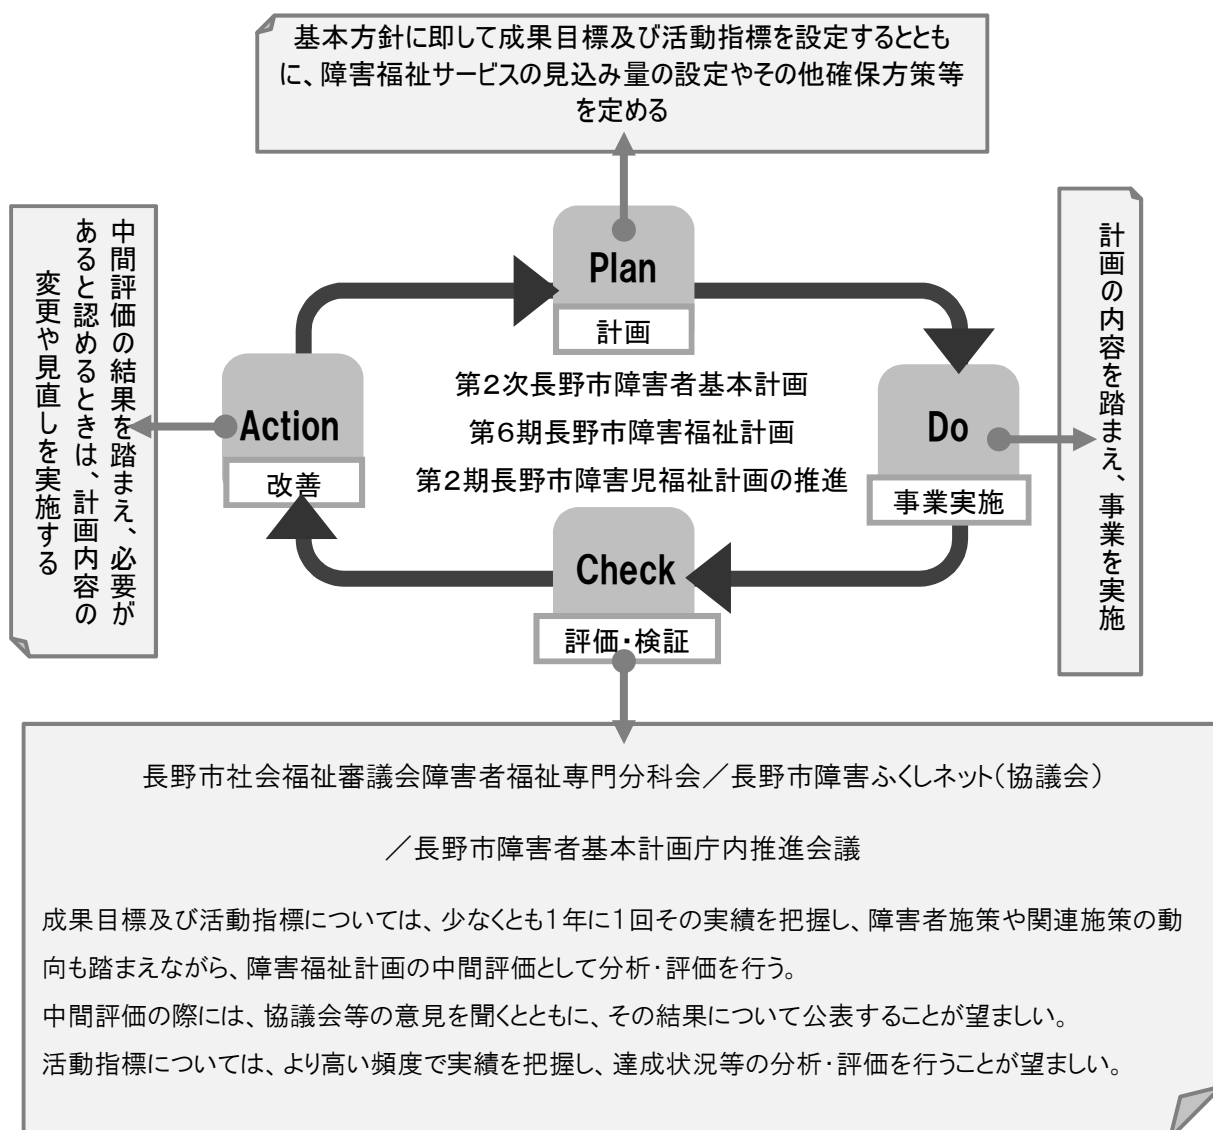 基本方針に即して成果目標及び活動指標を設定するととも
に、障害福祉サービスの見込み量の設定やその他確保方策等
を定める
Plan
計画
中間評価の結果を踏まえ、必要が
あると認めるときは、計画内容の
変更や見直しを実施する
Action
改善
第2次長野市障害者基本計画
第6期長野市障害福祉計画
第2期長野市障害児福祉計画の推進
Do
事業実施
計画の内容を踏まえ、事業を実施
Check
評価・検証
長野市社会福祉審議会障害者福祉専門分科会／長野市障害ふくしネット(協議会)
／長野市障害者基本計画庁内推進会議
成果目標及び活動指標については、少なくとも1年に1回その実績を把握し、障害者施策や関連施策の動
向も踏まえながら、障害福祉計画の中間評価として分析・評価を行う。
中間評価の際には、協議会等の意見を聞くとともに、その結果について公表することが望ましい。
活動指標については、より高い頻度で実績を把握し、達成状況等の分析・評価を行うことが望ましい。